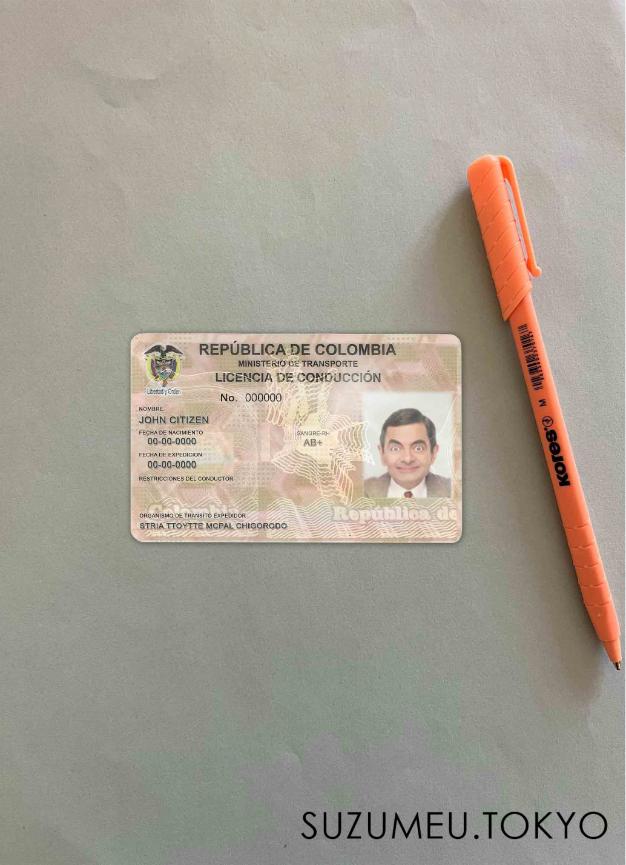 REPÚBLICA DE COLOMBIA
MINISTERIO DE TRANSPORTE
LICENCIA DE CONDUCCIÓN
Libertad y Orden
No. 000000
NOMBRE
JOHN CITIZEN
FECHA DE NACIMIENTO
00-00-0000
SANGRE-RH
AB+
FECHA DE EXPEDICION
00-00-0000
RESTRICCIONES DEL CONDUCTOR
República de
ORGANISMO DE TRANSITO EXPEIXDOR
STRIA TTOYTTE MCPAL CHIGORODO
M
Kores
SUZUMEU.TOKYO